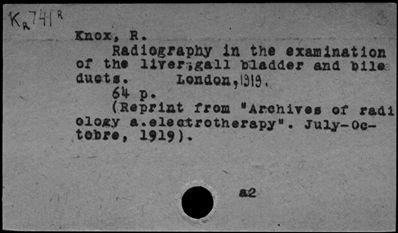 K R 741 R
Knox, R.
Radiography in the examination
of the liver,gall bladder and bile
ducts. London,1919.
64 p.
(Reprint from "Archives of radi
ology a.electrotherapy". July-Oc-
tobre, 1919).
a2